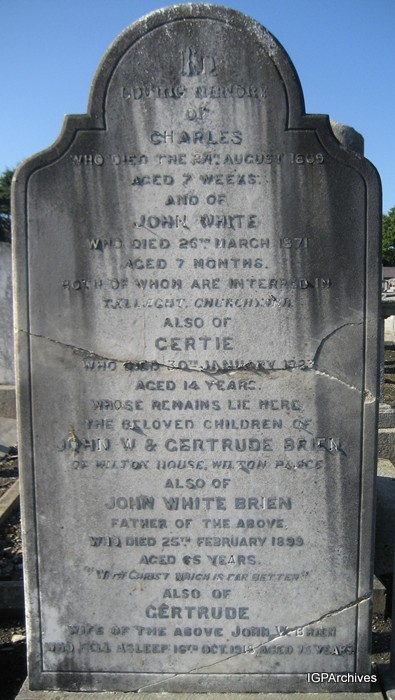 IN
LOVING MEMORY
OF
CHARLES
WHO DIED THE AUGUST 1869
AGED 7 WEEKS.
AND OF
JOHN WHITE
WHO DIED 26TH MARCH 1871
AGED 7 MONTHS.
BOTH OF WHOM ARE INTERRED IN
TALLAGHT CHURCHYARD
ALSO OF
GERTIE
WHO DIED 30TH JANUARY
AGED 14 YEARS.
WHOSE REMAINS LIE HERE
THE BELOVED CHILDREN OF
JOHN W & GERTRUDE BRIEN
OF WILTON HOUSE, WILTON PLACE
ALSO OF
JOHN WHITE BRIEN
FATHER OF THE ABOVE.
WHO DIED 25TH FEBRUARY 1899
AGED 65 YEARS.
"WITH CHRIST WHICH IS FAR BETTER"
ALSO OF
GERTRUDE
WIFE OF THE ABOVE JOHN W. BRIEN
WHO FELL ASLEEP 16TH OCT. AGED YEARS
IGPArchives